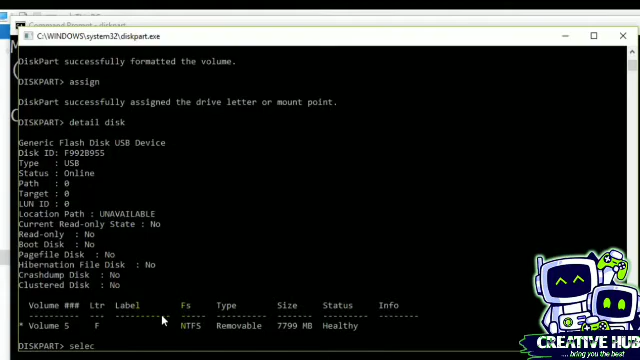 Command Prompt - diskpart
C:\WINDOWS\system32\diskpart.exe
DiskPart successfully formatted the volume.
DISKPART> assign
DiskPart successfully assigned the drive letter or mount point.
DISKPART> detail disk
Generic Flash Disk USB Device
Disk ID: F992B955
Type : USB
Status : Online
Path : 0
Target : 0
LUN ID : 0
Location Path : UNAVAILABLE
Current Read-only State : No
Read-only : No
Boot Disk : No
Pagefile Disk : No
Hibernation File Disk : No
Crashdump Disk : No
Clustered Disk : No
Volume ### Ltr Label Fs Type Size Status Info
---------- --- ----------- ----- ---------- ------- --------- --------
* Volume 5 F NTFS Removable 7799 MB Healthy
DISKPART> selec
CREATIVE HUB
... bring you the best!